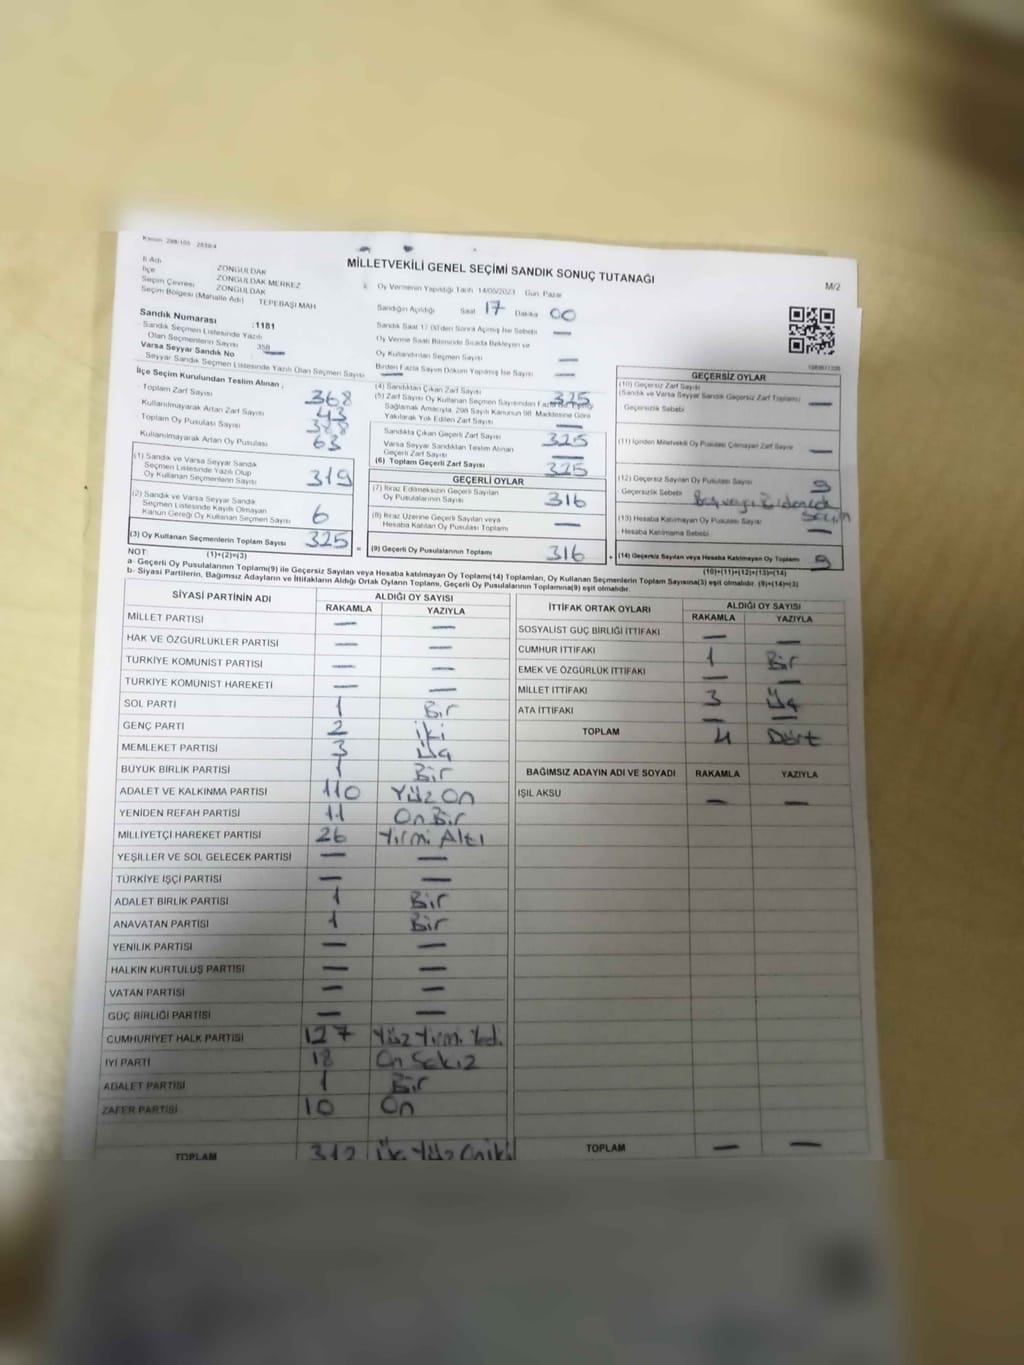 Kanun: 298/105 2839/4
MİLLETVEKİLİ GENEL SEÇİMİ SANDIK SONUÇ TUTANAĞI
M/2
İl Adı ZONGULDAK
İlçe ZONGULDAK MERKEZ
Seçim Çevresi ZONGULDAK
Seçim Bölgesi (Mahalle Adı) TEPEBAŞI MAH
Oy Vermenin Yapıldığı Tarih 14/05/2023 Gün Pazar
Sandığın Açıldığı Saat 17 Dakika 00
Sandık Saat 17.00'den Sonra Açılmış İse Sebebi —
Oy Verme Saati Bitiminde Sırada Bekleyen ve
Oy Kullandırılan Seçmen Sayısı —
Birden Fazla Sayım Döküm Yapılmış İse Sayısı —
Sandık Numarası :1181
Sandık Seçmen Listesinde Yazılı
Olan Seçmenlerin Sayısı 358
Varsa Seyyar Sandık No —
Seyyar Sandık Seçmen Listesinde Yazılı Olan Seçmen Sayısı —
İlçe Seçim Kurulundan Teslim Alınan ;
Toplam Zarf Sayısı 368
Kullanılmayarak Artan Zarf Sayısı 43
Toplam Oy Pusulası Sayısı 388
Kullanılmayarak Artan Oy Pusulası 63
(1) Sandık ve Varsa Seyyar Sandık
Seçmen Listesinde Yazılı Olup
Oy Kullanan Seçmenlerin Sayısı 319
(2) Sandık ve Varsa Seyyar Sandık
Seçmen Listesinde Kayıtlı Olmayan
Kanun Gereği Oy Kullanan Seçmen Sayısı 6
(3) Oy Kullanan Seçmenlerin Toplam Sayısı 325
(1)+(2)=(3)
(4) Sandıktan Çıkan Zarf Sayısı 325
(5) Zarf Sayısı Oy Kullanan Seçmen Sayısından Fazla
Sağlamak Amacıyla, 298 Sayılı Kanunun 98. Maddesine Göre
Yakılarak Yok Edilen Zarf Sayısı —
Sandıkta Çıkan Geçerli Zarf Sayısı 325
Varsa Seyyar Sandıktan Teslim Alınan
Geçerli Zarf Sayısı —
(6) Toplam Geçerli Zarf Sayısı 325
GEÇERLİ OYLAR
(7) İtiraz Edilmeksizin Geçerli Sayılan
Oy Pusulalarının Sayısı 316
(8) İtiraz Üzerine Geçerli Sayılan veya
Hesaba Katılan Oy Pusulası Toplamı —
(9) Geçerli Oy Pusulalarının Toplamı 316
GEÇERSİZ OYLAR
(10) Geçersiz Zarf Sayısı
(Sandık ve Varsa Seyyar Sandık Geçersiz Zarf Toplamı) —
Geçersizlik Sebebi
(11) İçinden Milletvekili Oy Pusulası Çıkmayan Zarf Sayısı —
(12) Geçersiz Sayılan Oy Pusulası Sayısı 9
Geçersizlik Sebebi
(13) Hesaba Katılmayan Oy Pusulası Sayısı —
Hesaba Katılmama Sebebi
(14) Geçersiz Sayılan veya Hesaba Katılmayan Oy Toplamı 9
(10)+(11)+(12)+(13)=(14)
NOT:
a- Geçerli Oy Pusulalarının Toplamı(9) ile Geçersiz Sayılan veya Hesaba katılmayan Oy Toplamı(14) Toplamları, Oy Kullanan Seçmenlerin Toplam Sayısına(3) eşit olmalıdır. (9)+(14)=(3)
b- Siyasi Partilerin, Bağımsız Adayların ve İttifakların Aldığı Ortak Oyların Toplamı, Geçerli Oy Pusulalarının Toplamına(9) eşit olmalıdır.
SİYASİ PARTİNİN ADI ALDIĞI OY SAYISI
RAKAMLA YAZIYLA
MİLLET PARTİSİ — —
HAK VE ÖZGÜRLÜKLER PARTİSİ — —
TÜRKİYE KOMÜNİST PARTİSİ — —
TÜRKİYE KOMÜNİST HAREKETİ — —
SOL PARTİ 1 Bir
GENÇ PARTİ 2 iki
MEMLEKET PARTİSİ 3 Üç
BÜYÜK BİRLİK PARTİSİ 1 Bir
ADALET VE KALKINMA PARTİSİ 110 Yüz On
YENİDEN REFAH PARTİSİ 11 On Bir
MİLLİYETÇİ HAREKET PARTİSİ 26 Yirmi Altı
YEŞİLLER VE SOL GELECEK PARTİSİ — —
TÜRKİYE İŞÇİ PARTİSİ — —
ADALET BİRLİK PARTİSİ 1 Bir
ANAVATAN PARTİSİ 1 Bir
YENİLİK PARTİSİ — —
HALKIN KURTULUŞ PARTİSİ — —
VATAN PARTİSİ — —
GÜÇ BİRLİĞİ PARTİSİ — —
CUMHURİYET HALK PARTİSİ 127 Yüz Yirmi Yedi
İYİ PARTİ 18 On Sekiz
ADALET PARTİSİ 1 Bir
ZAFER PARTİSİ 10 On
TOPLAM 312 Üç Yüz Oniki
İTTİFAK ORTAK OYLARI ALDIĞI OY SAYISI
RAKAMLA YAZIYLA
SOSYALİST GÜÇ BİRLİĞİ İTTİFAKI — —
CUMHUR İTTİFAKI 1 Bir
EMEK VE ÖZGÜRLÜK İTTİFAKI — —
MİLLET İTTİFAKI 3 Üç
ATA İTTİFAKI — —
TOPLAM 4 Dört
BAĞIMSIZ ADAYIN ADI VE SOYADI RAKAMLA YAZIYLA
IŞIL AKSU — —
TOPLAM — —